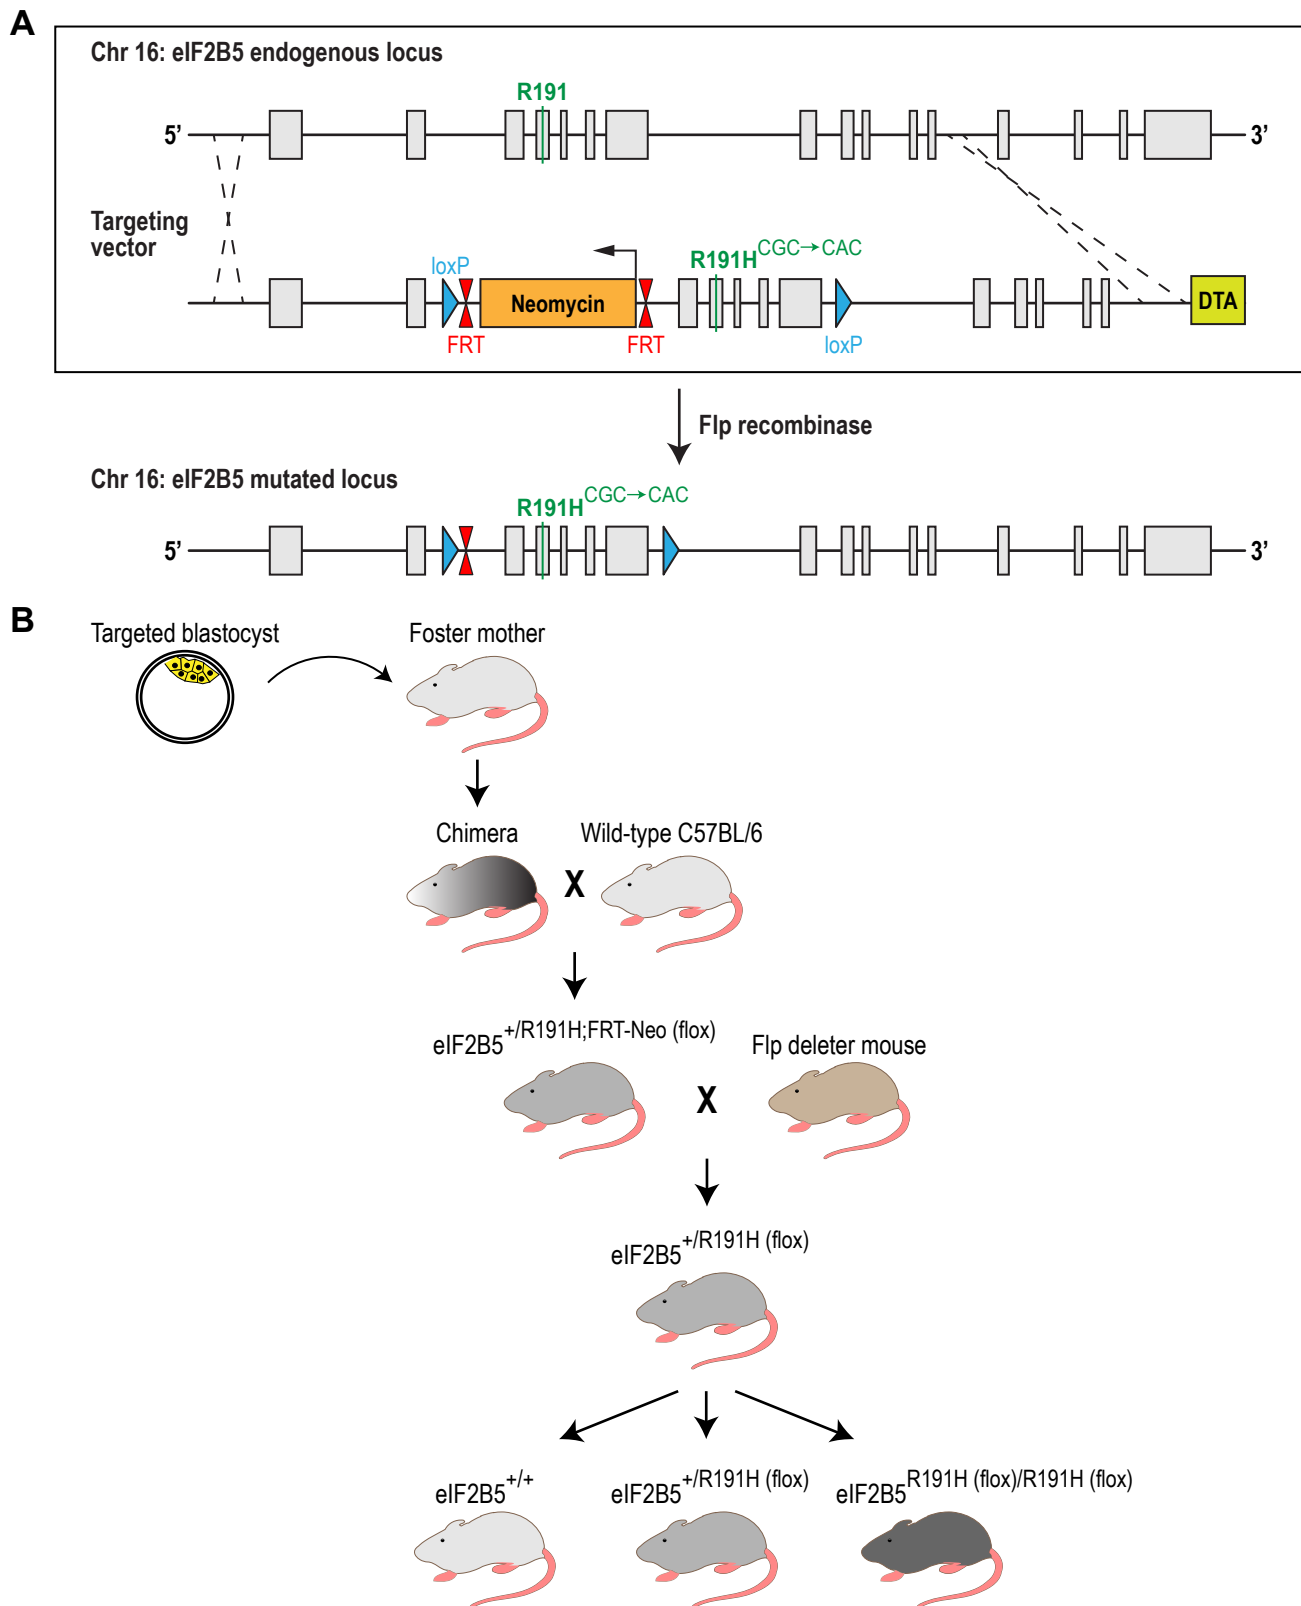 A
Chr 16: eIF2B5 endogenous locus
R191
5’
3’
Targeting
vector
loxP
Neomycin
R191H CGC→CAC
DTA
FRT
FRT
loxP
Flp recombinase
Chr 16: eIF2B5 mutated locus
R191H CGC→CAC
5’
3’
B
Targeted blastocyst
Foster mother
Chimera
Wild-type C57BL/6
X
eIF2B5+/R191H;FRT-Neo (flox)
Flp deleter mouse
X
eIF2B5+/R191H (flox)
eIF2B5+/+
eIF2B5+/R191H (flox)
eIF2B5R191H (flox)/R191H (flox)